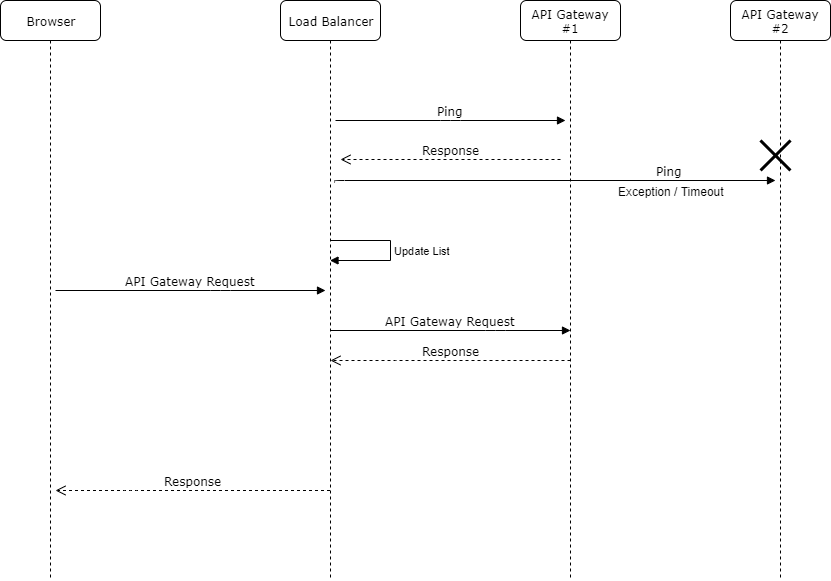 Browser
Load Balancer
API Gateway
#1
API Gateway
#2
Ping
Response
Ping
Exception / Timeout
Update List
API Gateway Request
API Gateway Request
Response
Response